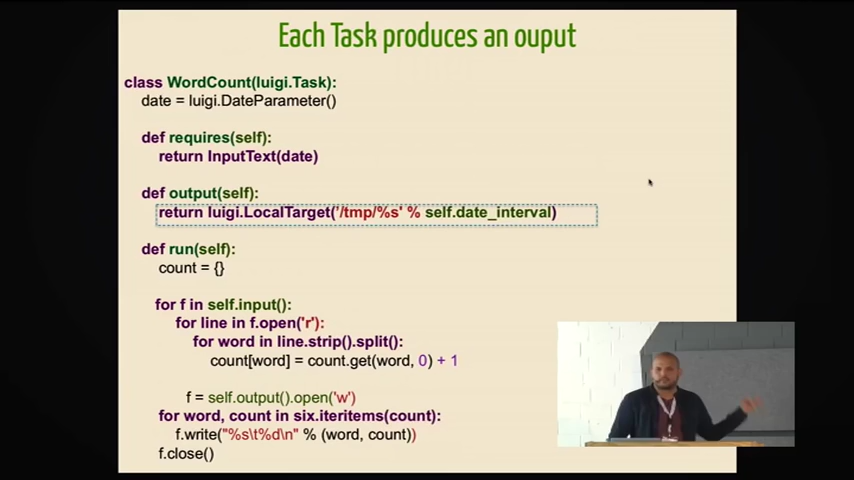 Each Task produces an ouput
class WordCount(luigi.Task):
date = luigi.DateParameter()
def requires(self):
return InputText(date)
def output(self):
return luigi.LocalTarget('/tmp/%s' % self.date_interval)
def run(self):
count = {}
for f in self.input():
for line in f.open('r'):
for word in line.strip().split():
count[word] = count.get(word, 0) + 1
f = self.output().open('w')
for word, count in six.iteritems(count):
f.write("%s\t%d\n" % (word, count))
f.close()